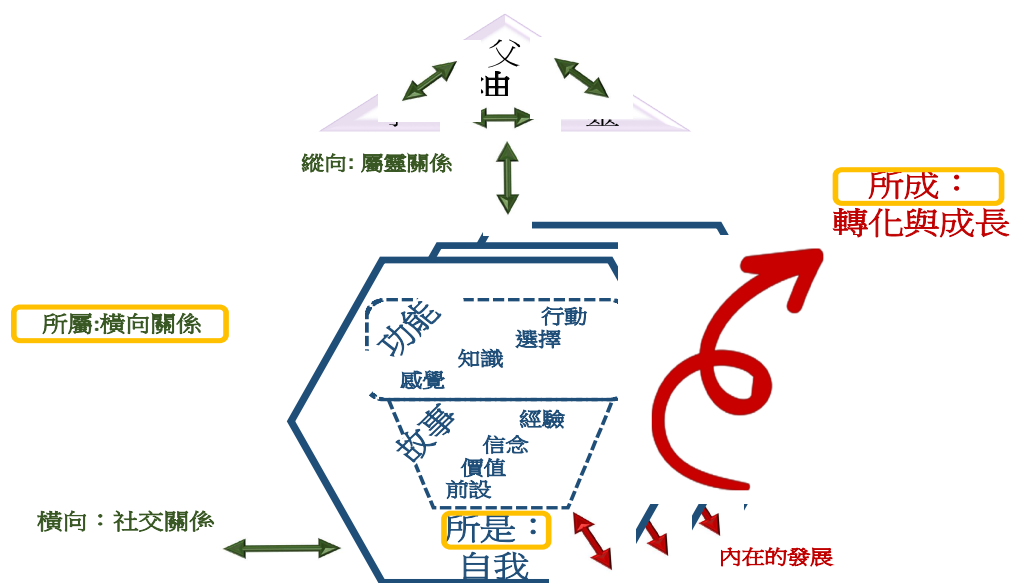 父
縱向: 屬靈關係
所成：
轉化與成長
所屬:橫向關係
功能
行動
選擇
知識
感覺
故事
經驗
信念
價值
前設
橫向：社交關係
所是：
自我
內在的發展